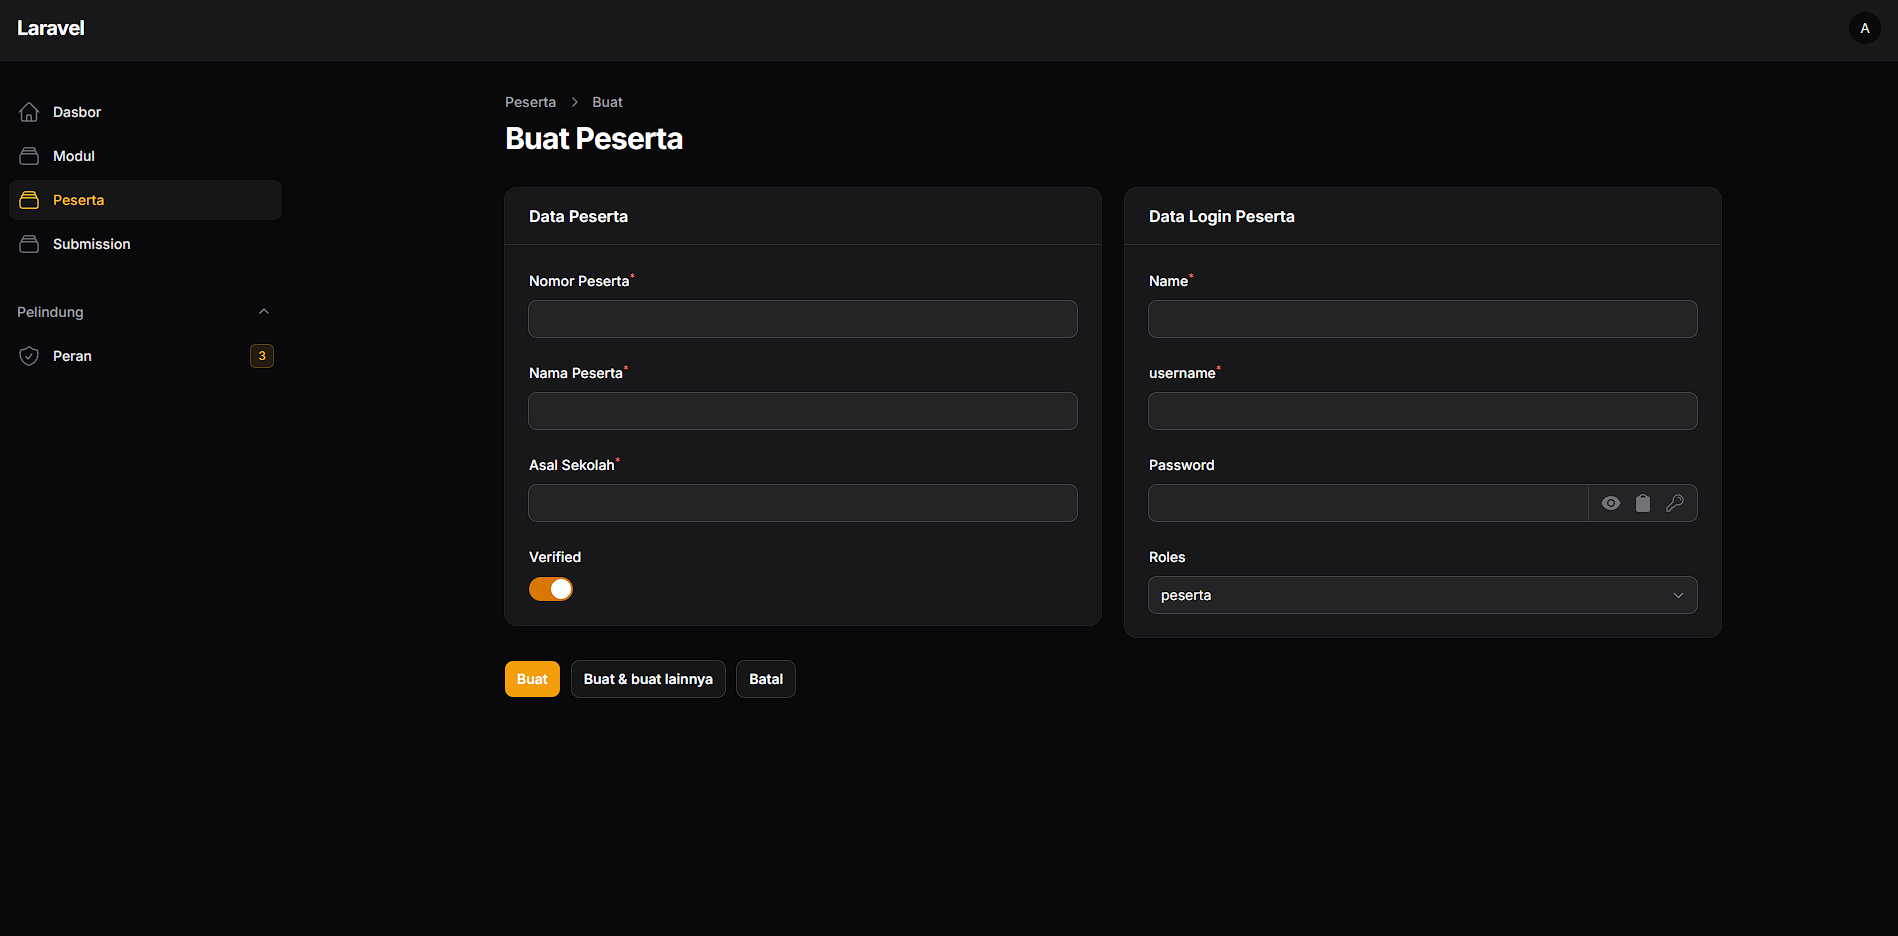 Laravel
A
Dasbor
Modul
Peserta
Submission
Pelindung
Peran
3
Peserta > Buat
Buat Peserta
Data Peserta
Nomor Peserta*
Nama Peserta*
Asal Sekolah*
Verified
Data Login Peserta
Name*
username*
Password
Roles
peserta
Buat
Buat & buat lainnya
Batal